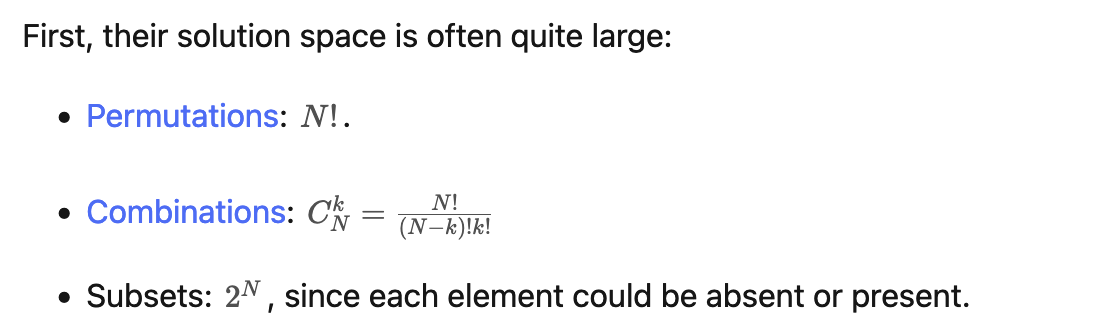 First, their solution space is often quite large:
• Permutations: N!.
• Combinations: C_N^k = N!/((N−k)!k!)
• Subsets: 2^N, since each element could be absent or present.